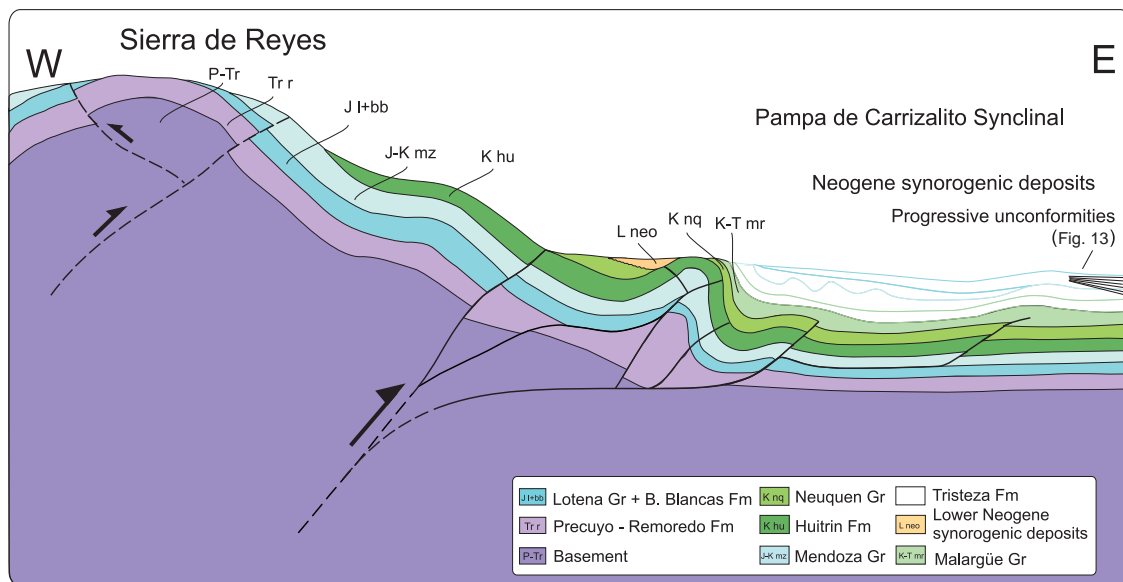 Sierra de Reyes
W
E
P-Tr
Tr r
J l+bb
J-K mz
K hu
Pampa de Carrizalito Synclinal
Neogene synorogenic deposits
Progressive unconformities
(Fig. 13)
L neo
K nq
K-T mr
J l+bb Lotena Gr + B. Blancas Fm
Tr r Precuyo - Remoredo Fm
P-Tr Basement
K nq Neuquen Gr
K hu Huitrin Fm
J-K mz Mendoza Gr
Tristeza Fm
L neo Lower Neogene
synorogenic deposits
K-T mr Malargüe Gr